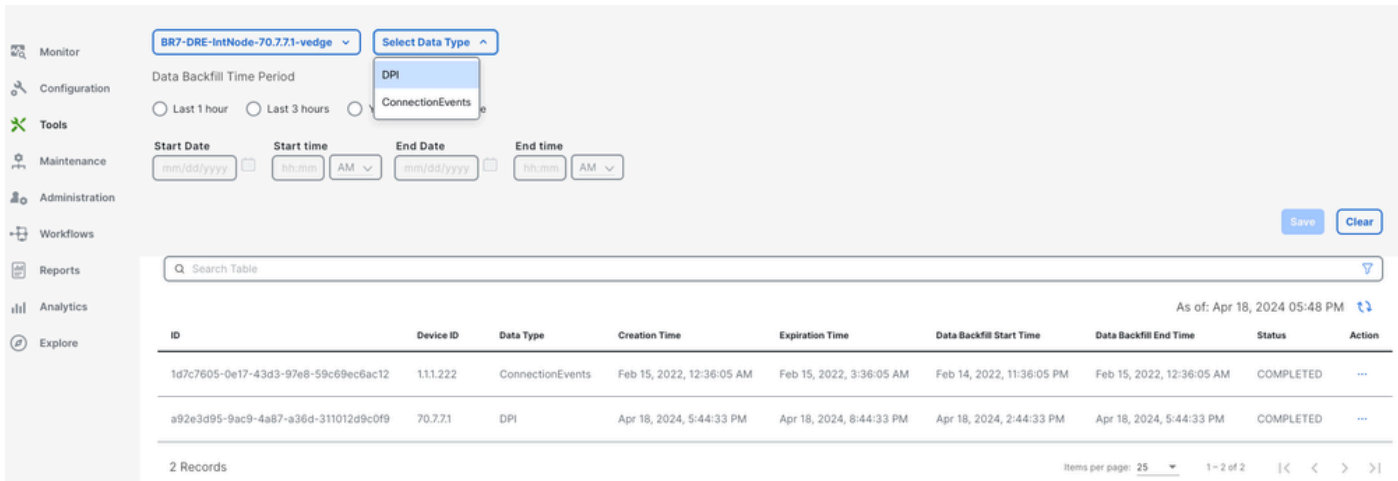 BR7-DRE-IntNode-70.7.7.1-vedge Select Data Type
Monitor
Configuration
Tools
Maintenance
Administration
Workflows
Reports
Analytics
Explore
Data Backfill Time Period
DPI
ConnectionEvents
Last 1 hour Last 3 hours
Start Date Start time End Date End time
mm/dd/yyyy hh:mm AM mm/dd/yyyy hh:mm AM
Save Clear
Search Table
As of: Apr 18, 2024 05:48 PM
ID Device ID Data Type Creation Time Expiration Time Data Backfill Start Time Data Backfill End Time Status Action
1d7c7605-0e17-43d3-97e8-59c69ec6ac12 1.1.1.222 ConnectionEvents Feb 15, 2022, 12:36:05 AM Feb 15, 2022, 3:36:05 AM Feb 14, 2022, 11:36:05 PM Feb 15, 2022, 12:36:05 AM COMPLETED ...
a92e3d95-9ac9-4a87-a36d-311012d9c0f9 70.7.7.1 DPI Apr 18, 2024, 5:44:33 PM Apr 18, 2024, 8:44:33 PM Apr 18, 2024, 2:44:33 PM Apr 18, 2024, 5:44:33 PM COMPLETED ...
2 Records Items per page: 25 1 – 2 of 2